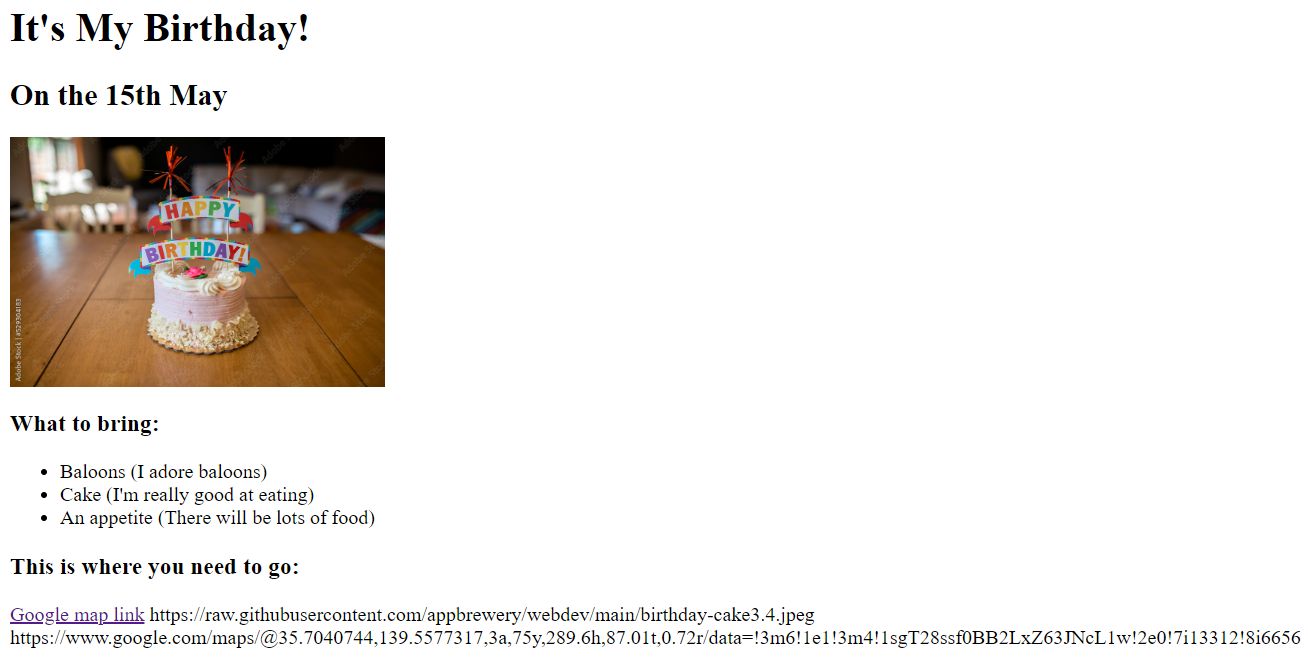 It's My Birthday!
On the 15th May
HAPPY
BIRTHDAY!
Adobe Stock | #529304183
What to bring:
Baloons (I adore baloons)
Cake (I'm really good at eating)
An appetite (There will be lots of food)
This is where you need to go:
Google map link https://raw.githubusercontent.com/appbrewery/webdev/main/birthday-cake3.4.jpeg
https://www.google.com/maps/@35.7040744,139.5577317,3a,75y,289.6h,87.01t,0.72r/data=!3m6!1e1!3m4!1sgT28ssf0BB2LxZ63JNcL1w!2e0!7i13312!8i6656